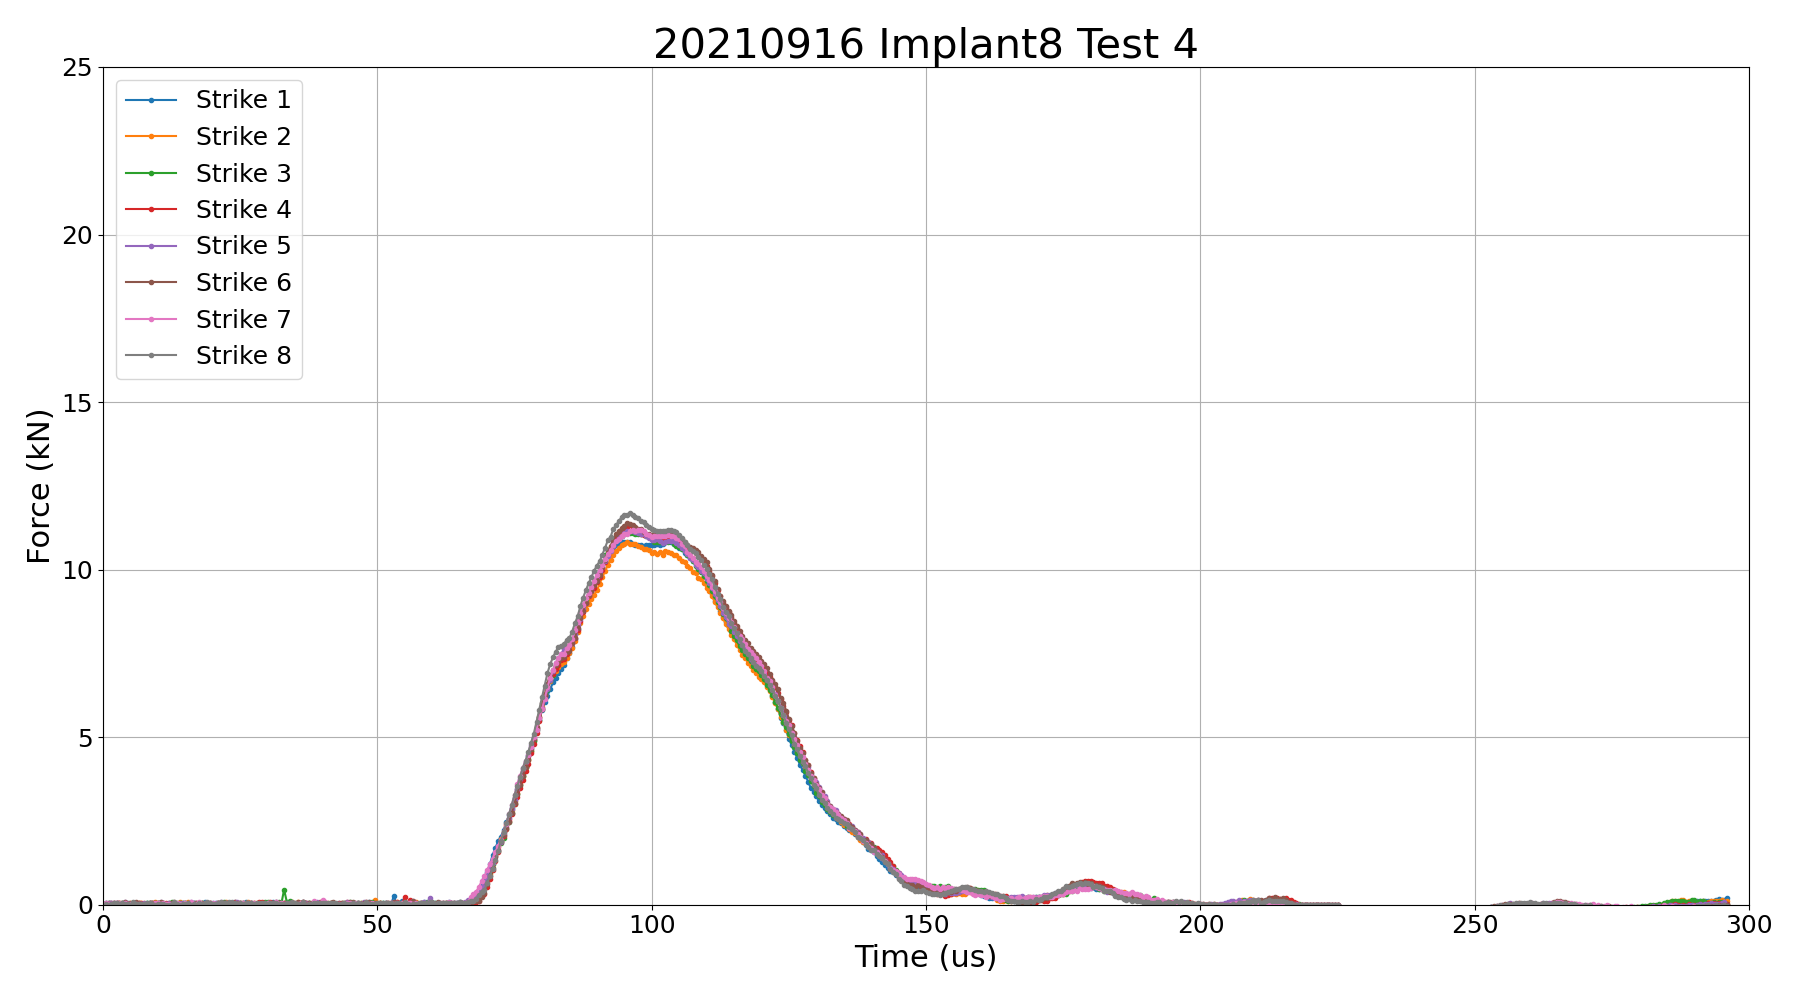 20210916 Implant8 Test 4
25
20
15
10
5
0
Force (kN)
Strike 1
Strike 2
Strike 3
Strike 4
Strike 5
Strike 6
Strike 7
Strike 8
0 50 100 150 200 250 300
Time (us)